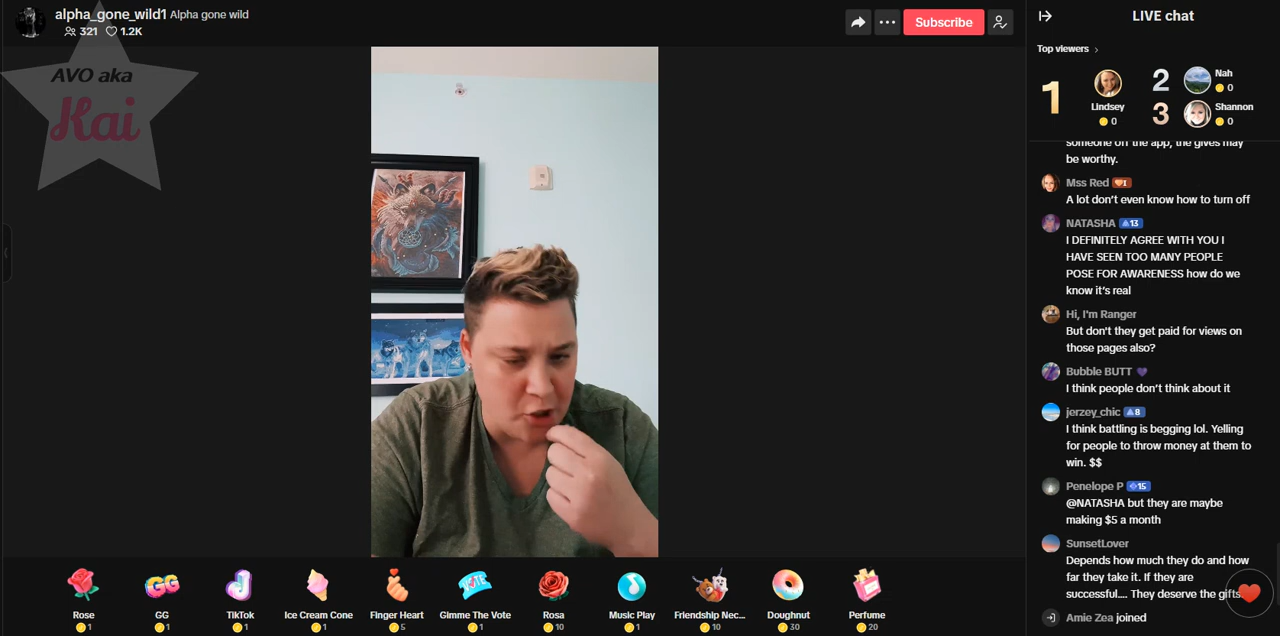 alpha_gone_wild1 Alpha gone wild
321 1.2K
Subscribe
AVO aka
Kai
LIVE chat
Top viewers
1
Lindsey
0
2
Nah
0
3
Shannon
0
someone off the app, the gives may
be worthy.
Mss Red I
A lot don't even know how to turn off
NATASHA 13
I DEFINITELY AGREE WITH YOU I
HAVE SEEN TOO MANY PEOPLE
POSE FOR AWARENESS how do we
know it's real
Hi, I'm Ranger
But don't they get paid for views on
those pages also?
Bubble BUTT
I think people don't think about it
jerzey_chic 8
I think battling is begging lol. Yelling
for people to throw money at them to
win. $$
Penelope P 15
@NATASHA but they are maybe
making $5 a month
SunsetLover
Depends how much they do and how
far they take it. If they are
successful.... They deserve the gifts
Amie Zea joined
Rose
1
GG
1
TikTok
1
Ice Cream Cone
1
Finger Heart
5
VOTE
Gimme The Vote
1
Rosa
10
Music Play
1
Friendship Nec...
10
Doughnut
30
Perfume
20